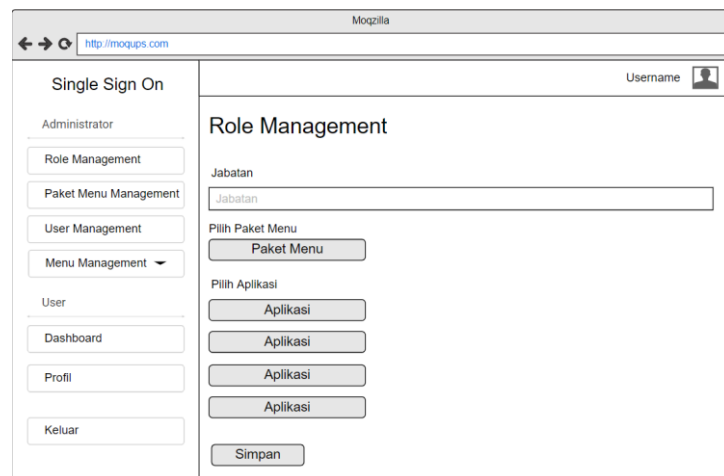 Moqzilla
http://moqups.com
Single Sign On
Username
Administrator
Role Management
Paket Menu Management
User Management
Menu Management
User
Dashboard
Profil
Keluar
Role Management
Jabatan
Jabatan
Pilih Paket Menu
Paket Menu
Pilih Aplikasi
Aplikasi
Aplikasi
Aplikasi
Aplikasi
Simpan